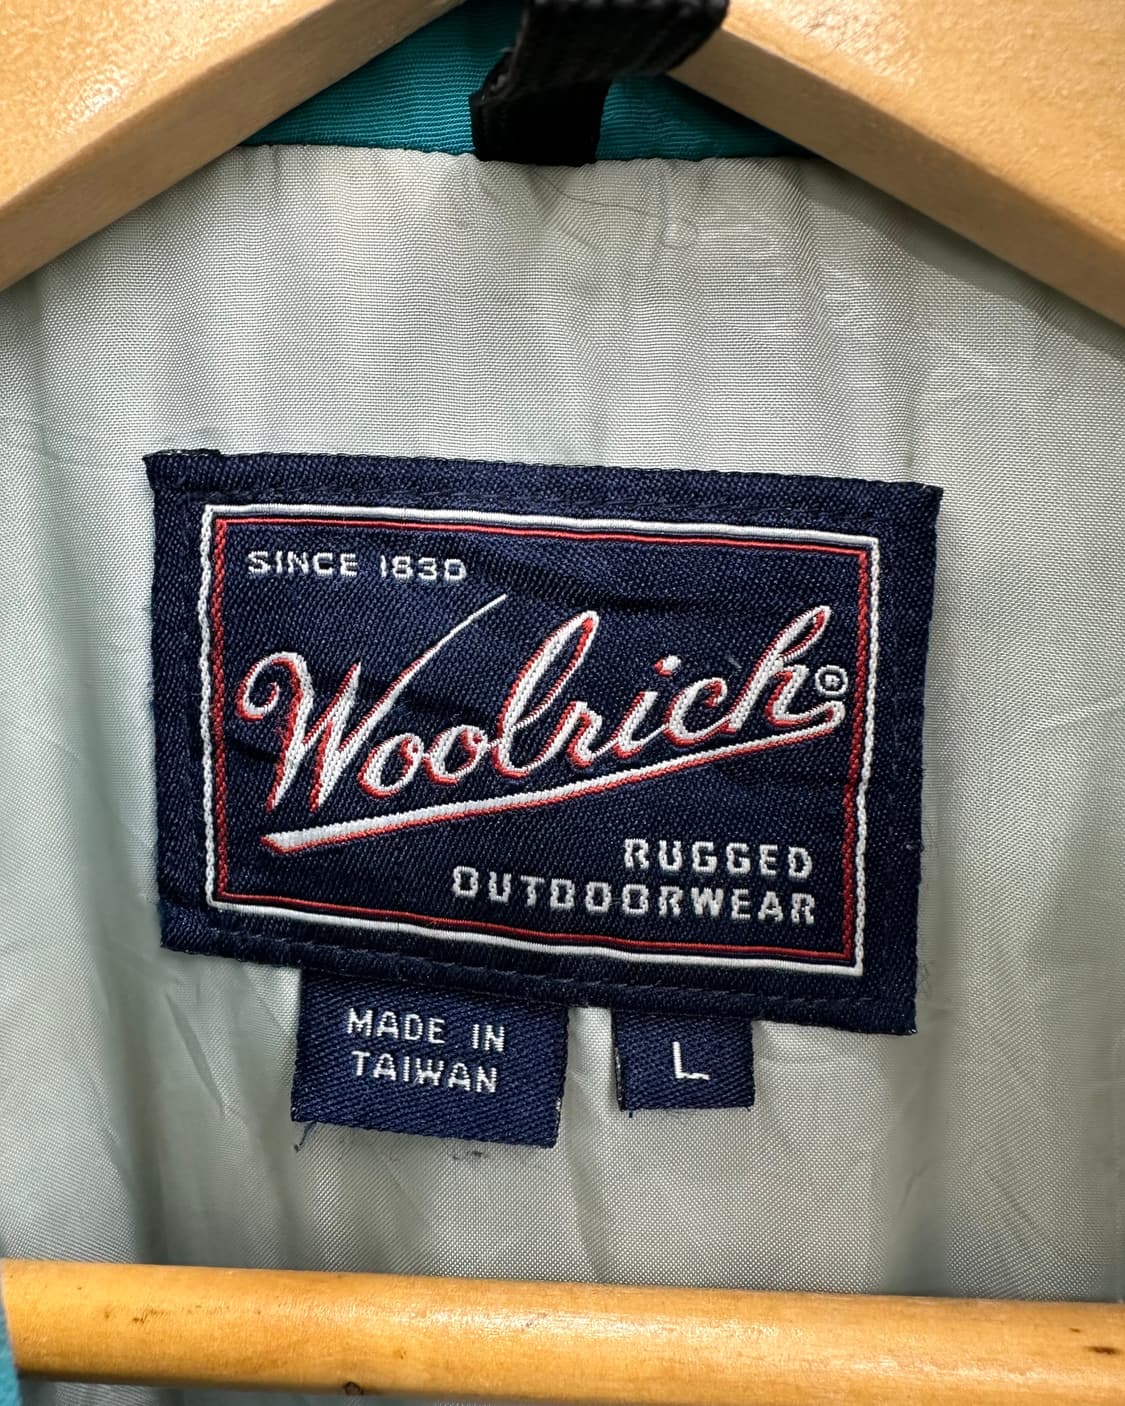 SINCE 1830
Woolrich®
RUGGED
OUTDOORWEAR
MADE IN
TAIWAN
L